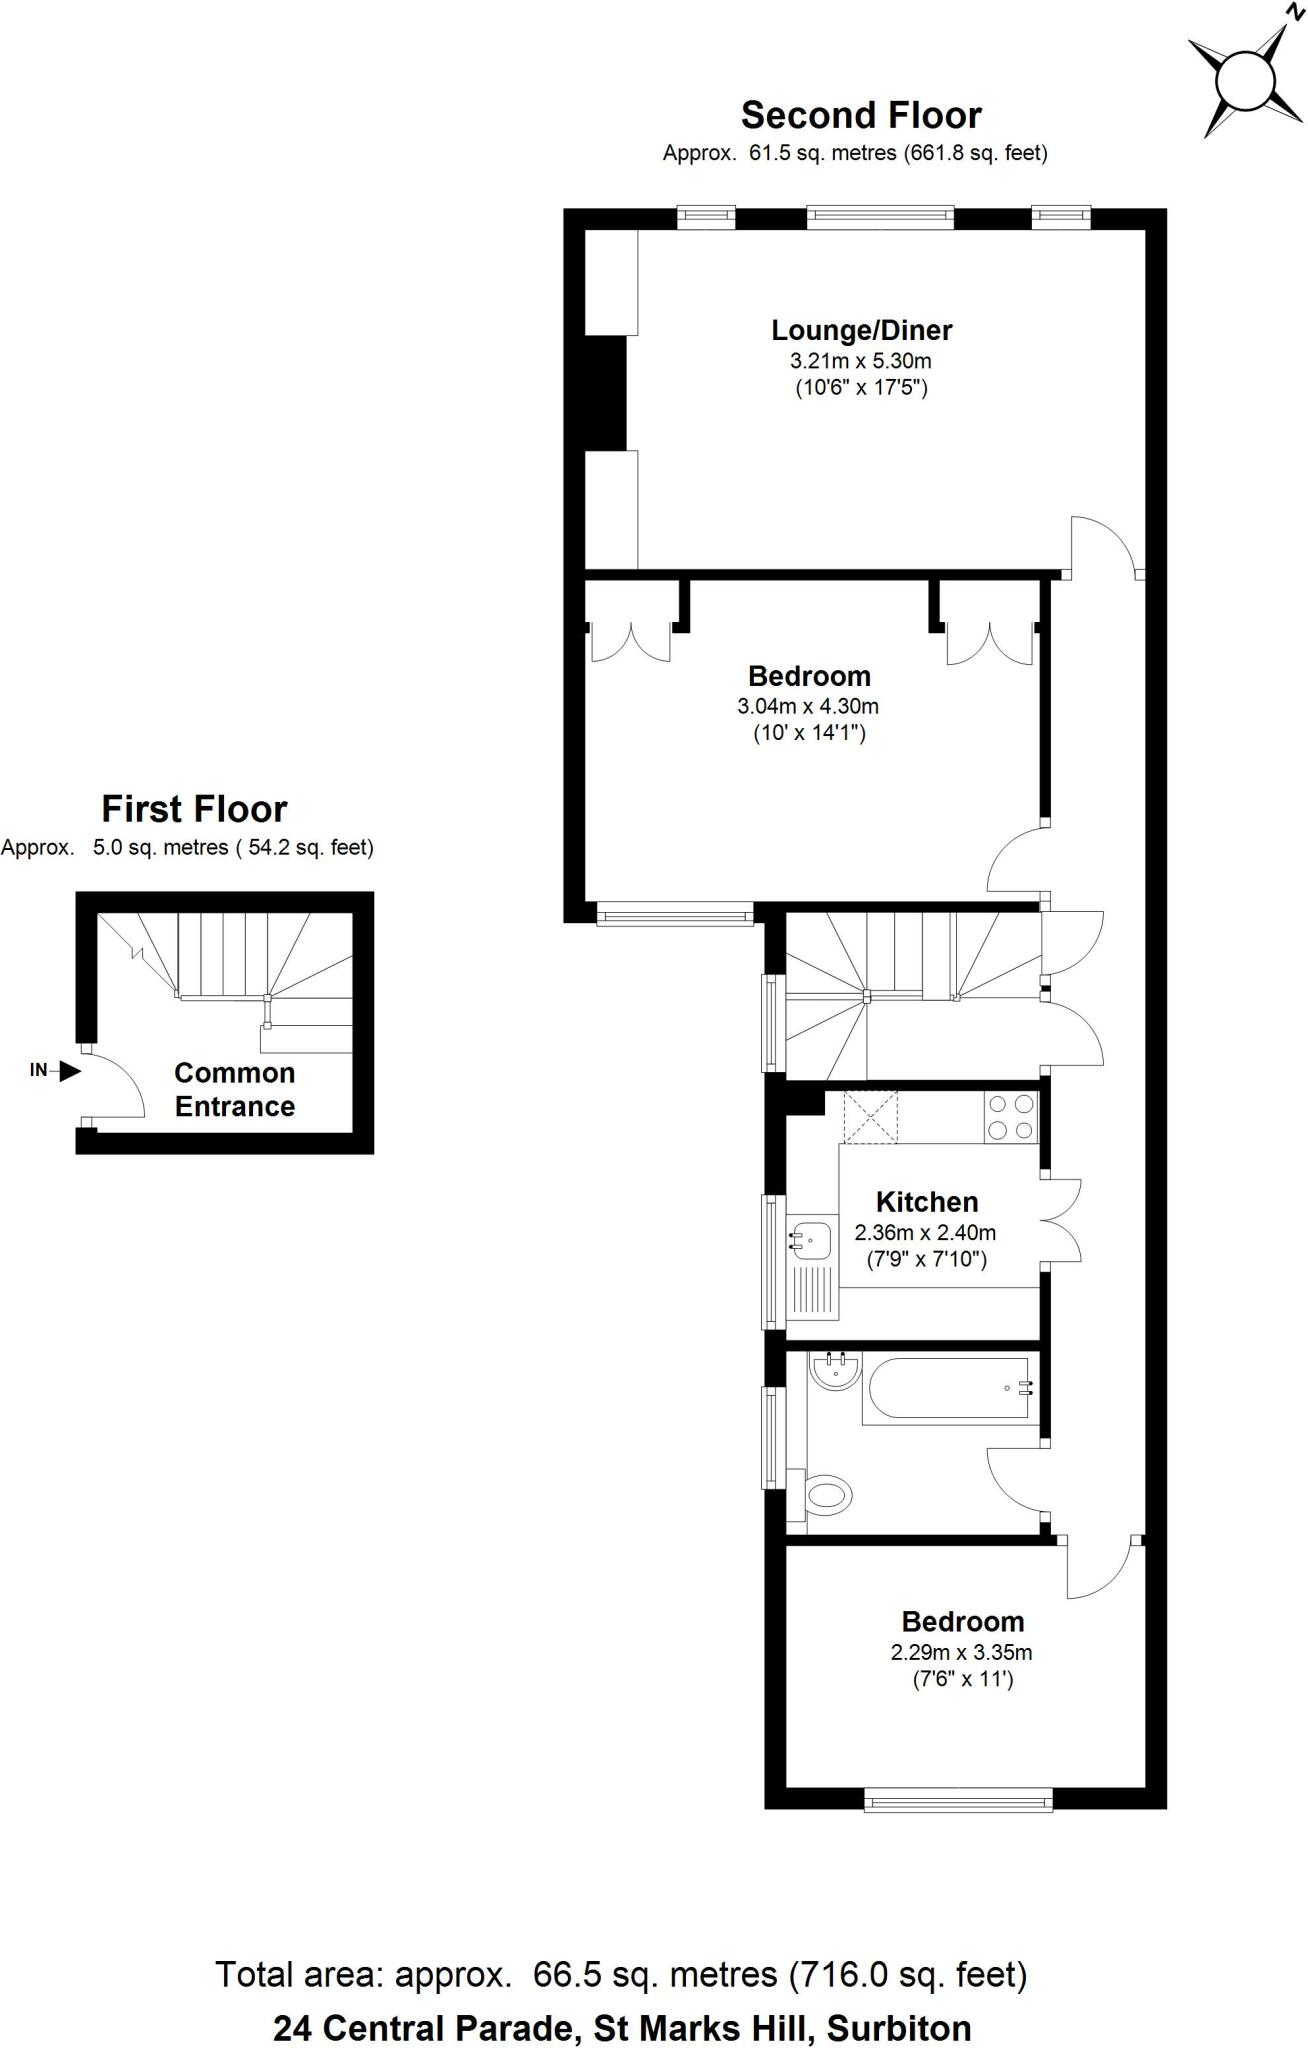 N
Second Floor
Approx. 61.5 sq. metres (661.8 sq. feet)
Lounge/Diner
3.21m x 5.30m
(10'6" x 17'5")
Bedroom
3.04m x 4.30m
(10' x 14'1")
First Floor
Approx. 5.0 sq. metres ( 54.2 sq. feet)
IN
Common
Entrance
Kitchen
2.36m x 2.40m
(7'9" x 7'10")
Bedroom
2.29m x 3.35m
(7'6" x 11')
Total area: approx. 66.5 sq. metres (716.0 sq. feet)
24 Central Parade, St Marks Hill, Surbiton